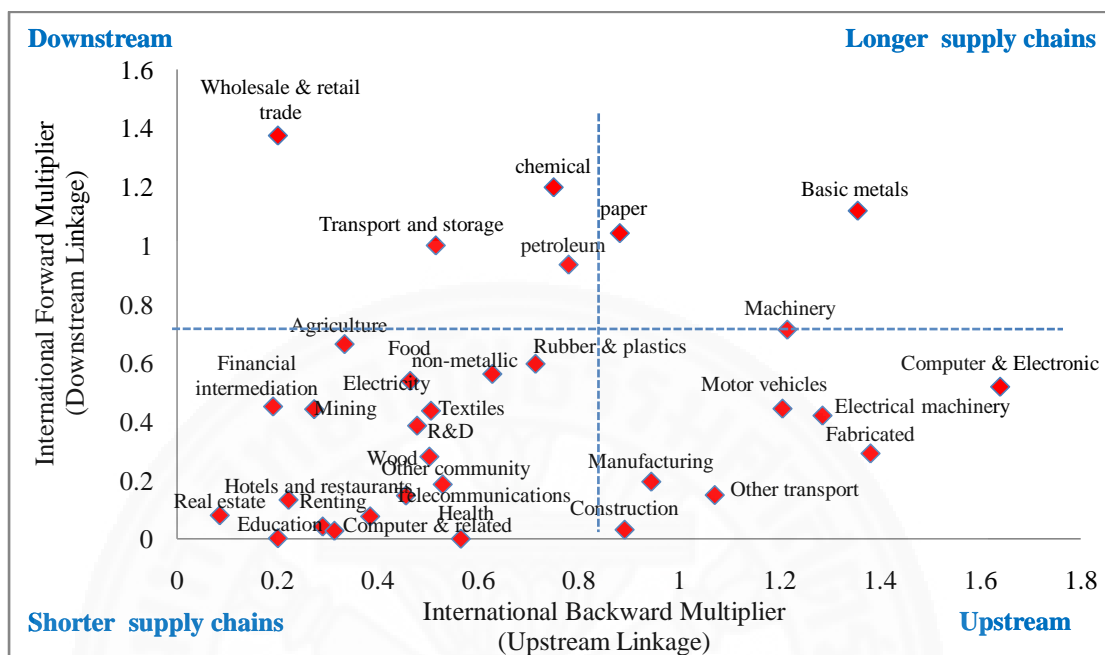 Downstream
Longer supply chains
1.6
Wholesale & retail
trade
1.4
chemical
1.2
Basic metals
paper
Transport and storage
1
petroleum
0.8
Machinery
Agriculture
Food
Rubber & plastics
non-metallic
Financial
intermediation
Computer & Electronic
0.6
Electricity
Motor vehicles
Mining
Textiles
Electrical machinery
0.4
R&D
Fabricated
Wood
Other community
Manufacturing
Hotels and restaurants
Other transport
0.2
Real estate
Renting
Telecommunications
Health
Construction
Education
Computer & related
0
International Forward Multiplier
(Downstream Linkage)
0 0.2 0.4 0.6 0.8 1 1.2 1.4 1.6 1.8
International Backward Multiplier
(Upstream Linkage)
Shorter supply chains
Upstream